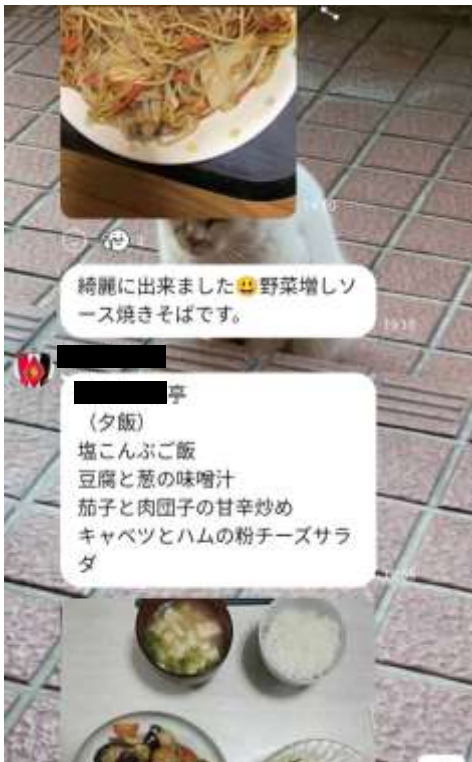 綺麗に出来ました😃野菜増しソ
ース焼きそばです。
亭
（夕飯）
塩こんぶご飯
豆腐と葱の味噌汁
茄子と肉団子の甘辛炒め
キャベツとハムの粉チーズサラ
ダ